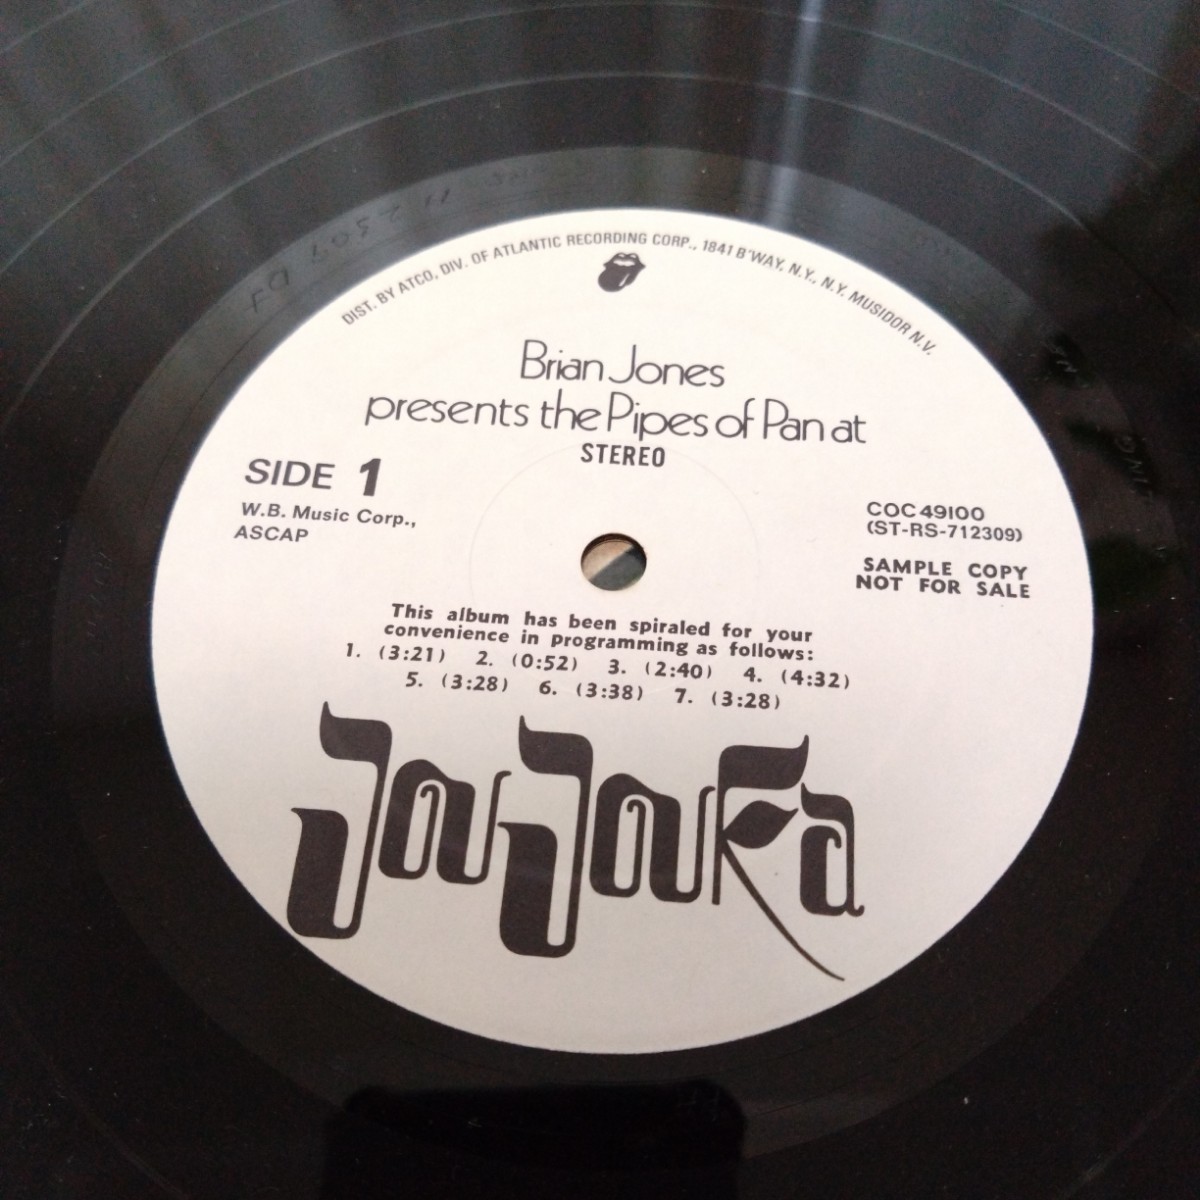 DIST. BY ATCO, DIV. OF ATLANTIC RECORDING CORP., 1841 B'WAY, N.Y., N.Y. MUSIDOR N.V.
Brian Jones
presents the Pipes of Pan at
STEREO
SIDE 1
W.B. Music Corp.,
ASCAP
COC 49100
(ST-RS-712309)
SAMPLE COPY
NOT FOR SALE
This album has been spiraled for your
convenience in programming as follows:
1. (3:21) 2. (0:52) 3. (2:40) 4. (4:32)
5. (3:28) 6. (3:38) 7. (3:28)
JouJouKa